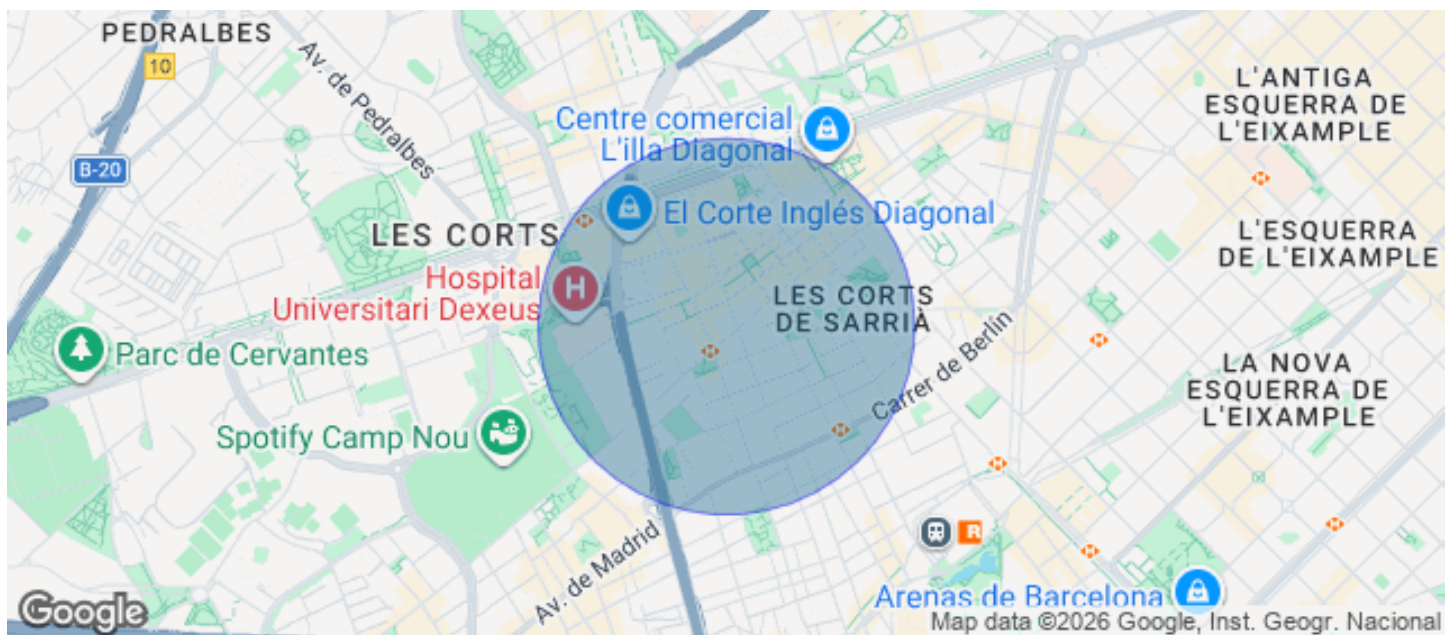 PEDRALBES
10
Av. de Pedralbes
B-20
Centre comercial
L'illa Diagonal
El Corte Inglés Diagonal
LES CORTS
Hospital
Universitari Dexeus
H
LES CORTS
DE SARRIÀ
L'ANTIGA
ESQUERRA DE
L'EIXAMPLE
L'ESQUERRA
DE L'EIXAMPLE
Parc de Cervantes
Carrer de Berlín
LA NOVA
ESQUERRA DE
L'EIXAMPLE
Spotify Camp Nou
Av. de Madrid
R
Arenas de Barcelona
Google
Map data ©2026 Google, Inst. Geogr. Nacional